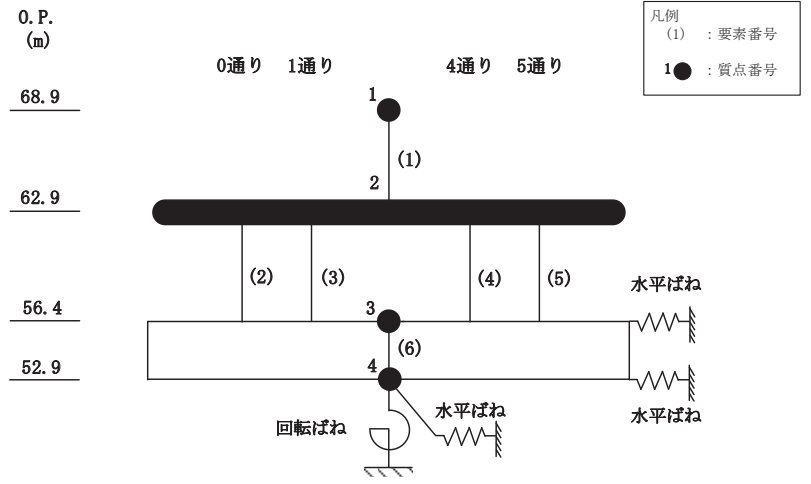 O.P.
(m)
凡例
(1) ：要素番号
1 ：質点番号
0通り 1通り 4通り 5通り
68.9
1
(1)
2
62.9
(2) (3) (4) (5)
水平ばね
56.4
3
(6)
52.9
4
水平ばね
水平ばね
回転ばね